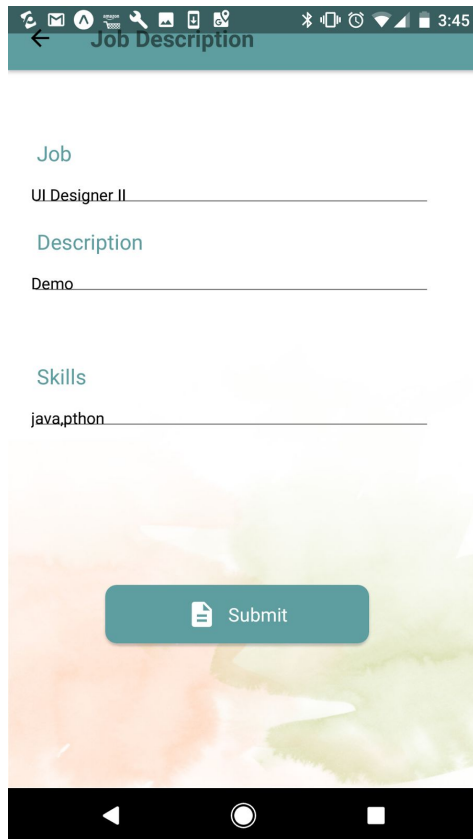 3:45
Job Description
Job
UI Designer II
Description
Demo
Skills
java,pthon
Submit